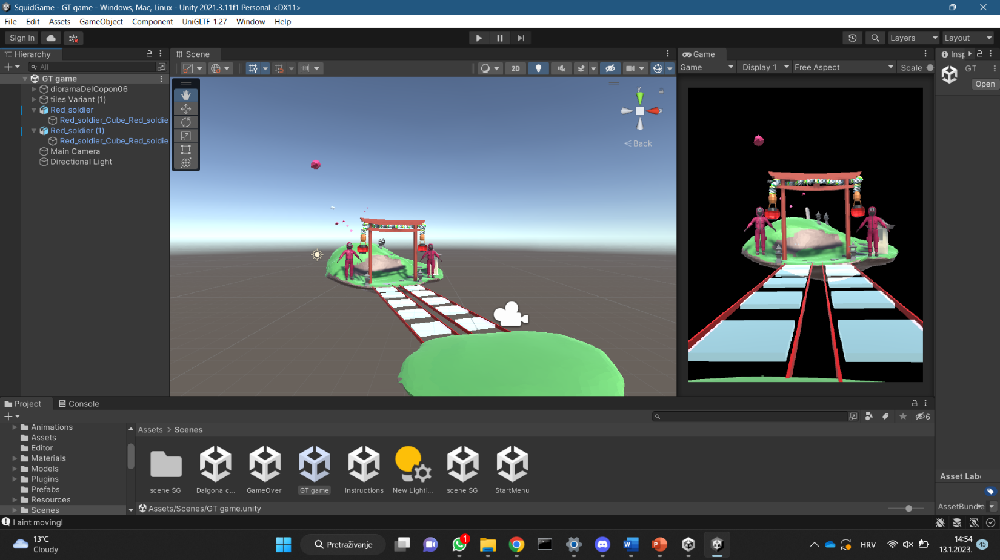 SquidGame - GT game - Windows, Mac, Linux - Unity 2021.3.11f1 Personal <DX11>
File Edit Assets GameObject Component UniGLTF-1.27 Window Help
Sign in
Layers
Layout
Hierarchy
All
GT game
dioramaDelCopon06
tiles Variant (1)
Red_soldier
Red_soldier_Cube_Red_soldie
Red_soldier (1)
Red_soldier_Cube_Red_soldie
Main Camera
Directional Light
Scene
2D
y
x
Back
Game
Game Display 1 Free Aspect Scale
Insp
GT
Open
Project Console
6
Animations
Assets
Editor
Materials
Models
Plugins
Prefabs
Resources
Scenes
Assets > Scenes
scene SG Dalgona c... GameOver GT game Instructions New Lighti... scene SG StartMenu
Assets/Scenes/GT game.unity
Asset Labe
AssetBundle
I aint moving!
13°C
Cloudy
Pretraživanje
1
HRV
14:54
13.1.2023.
45